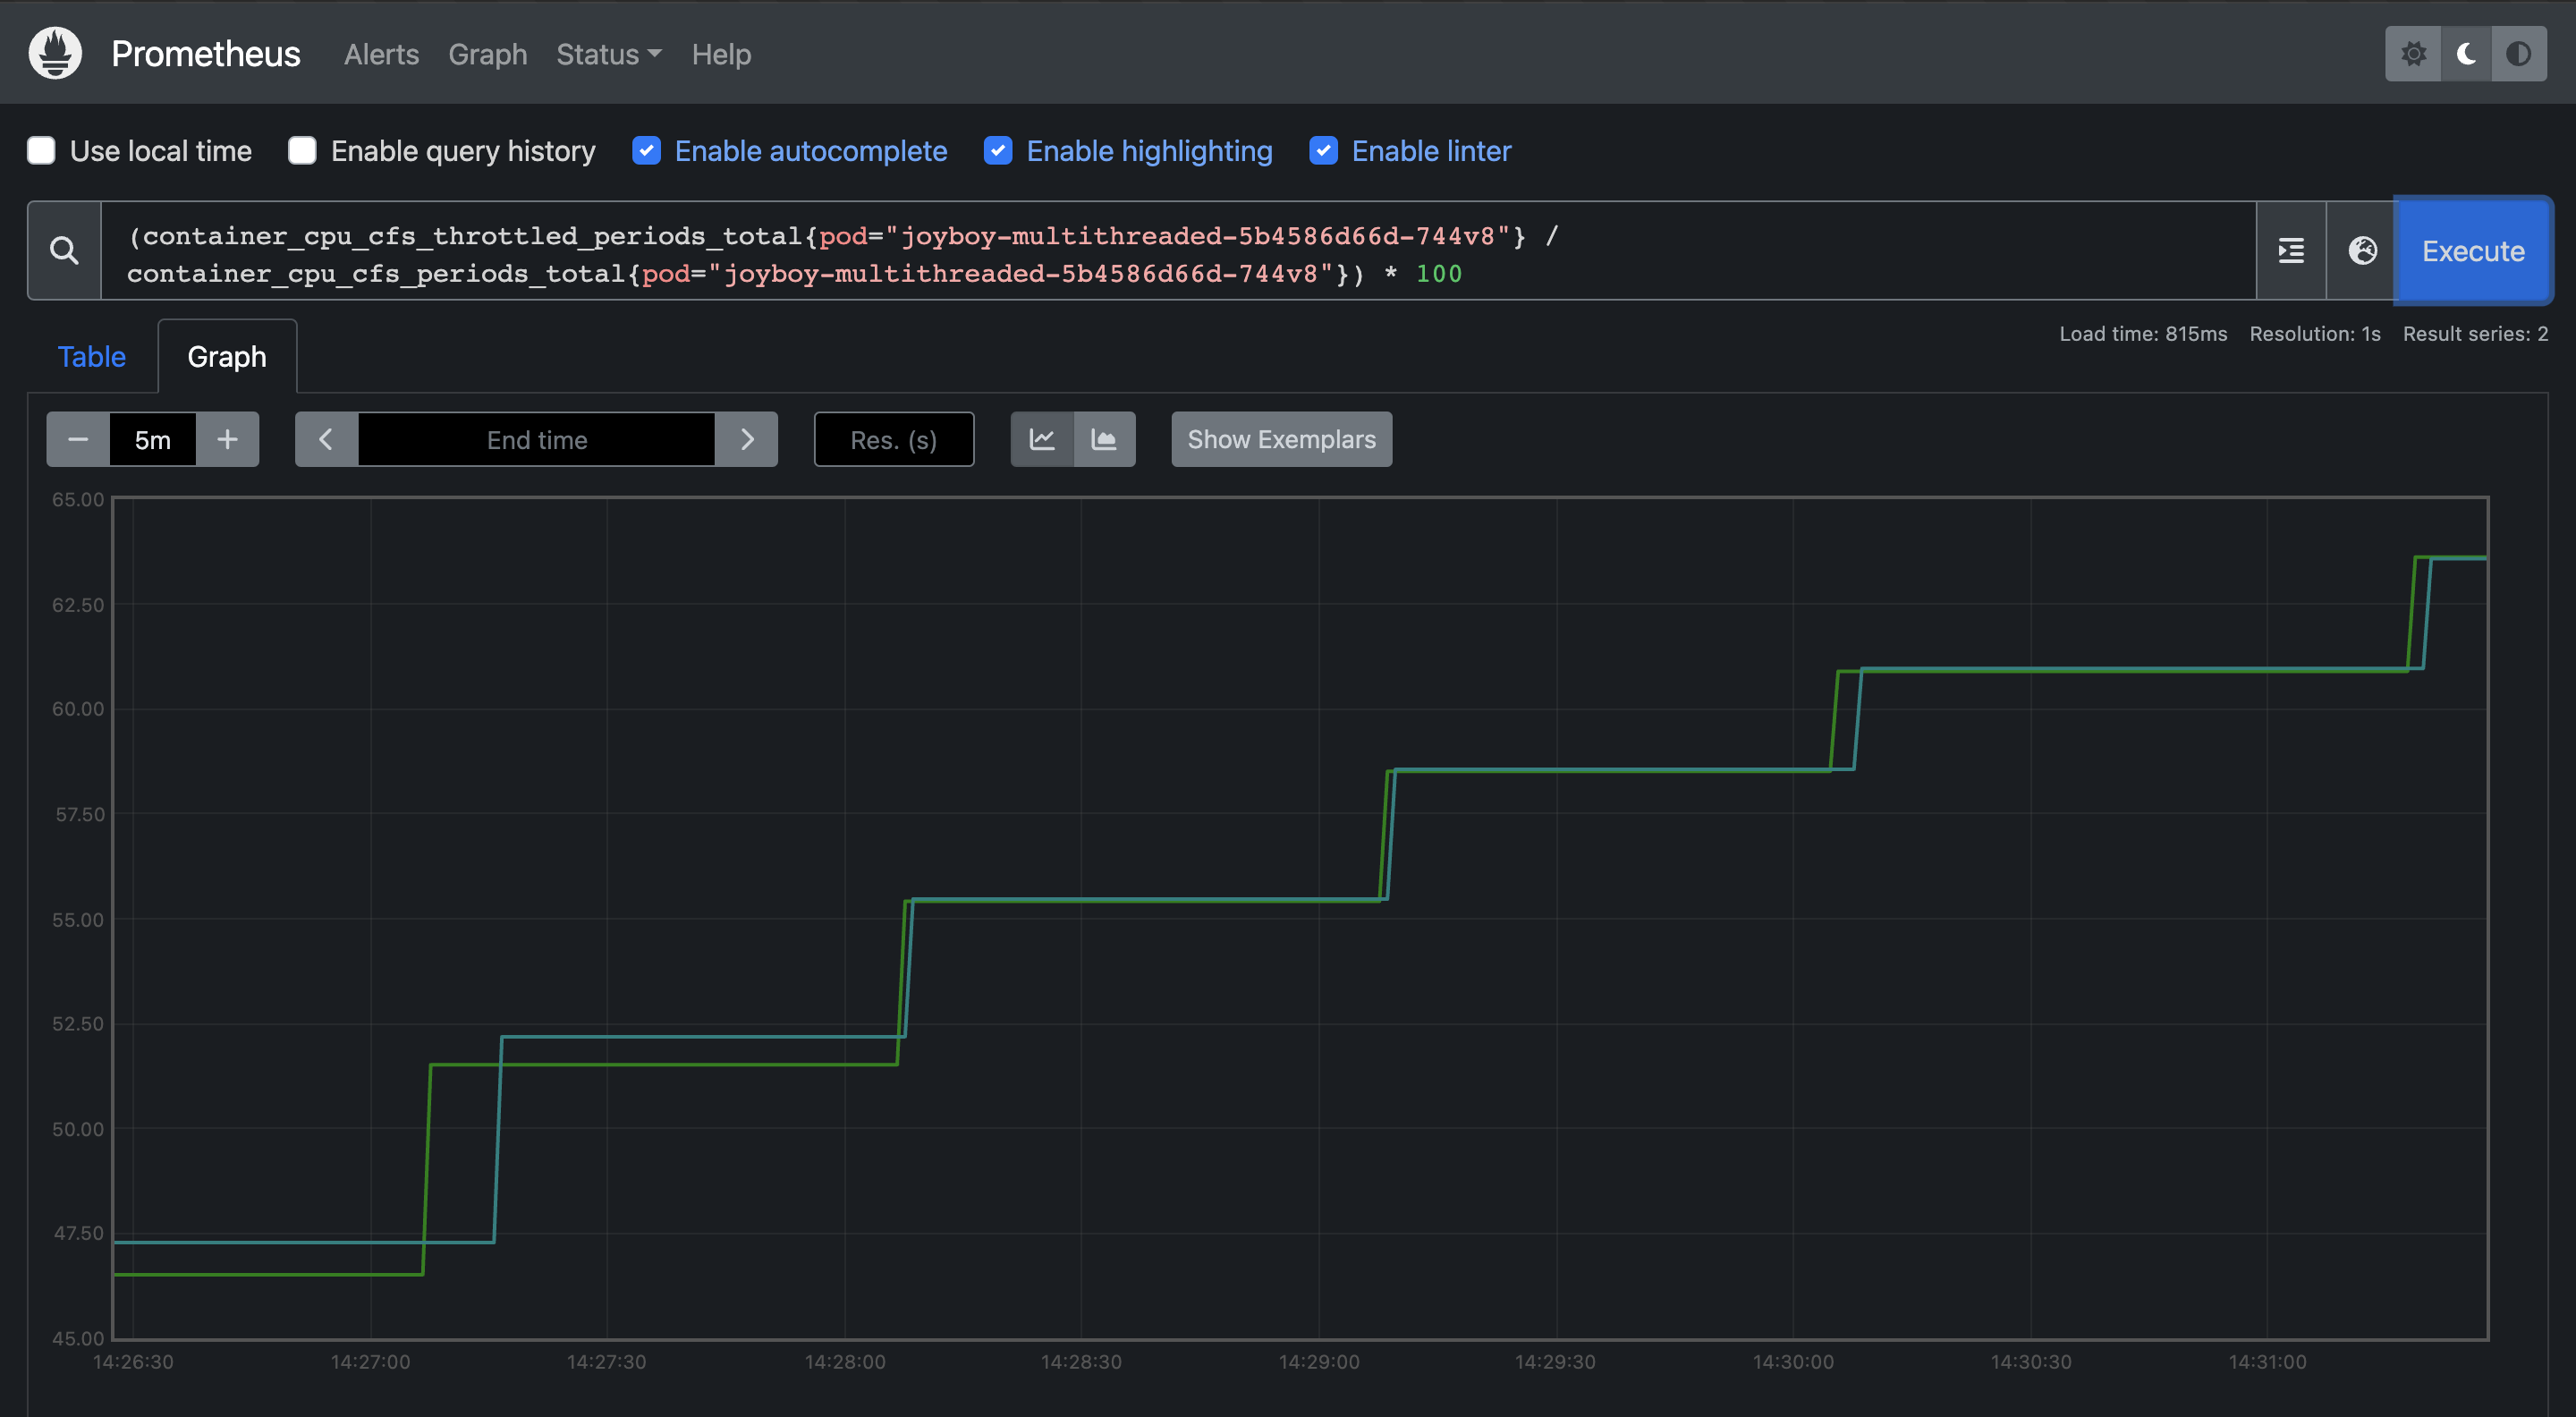 Prometheus Alerts Graph Status Help
Use local time Enable query history Enable autocomplete Enable highlighting Enable linter
(container_cpu_cfs_throttled_periods_total{pod="joyboy-multithreaded-5b4586d66d-744v8"} /
container_cpu_cfs_periods_total{pod="joyboy-multithreaded-5b4586d66d-744v8"}) * 100
Execute
Load time: 815ms Resolution: 1s Result series: 2
Table Graph
5m End time Res. (s) Show Exemplars
65.00
62.50
60.00
57.50
55.00
52.50
50.00
47.50
45.00
14:26:30 14:27:00 14:27:30 14:28:00 14:28:30 14:29:00 14:29:30 14:30:00 14:30:30 14:31:00